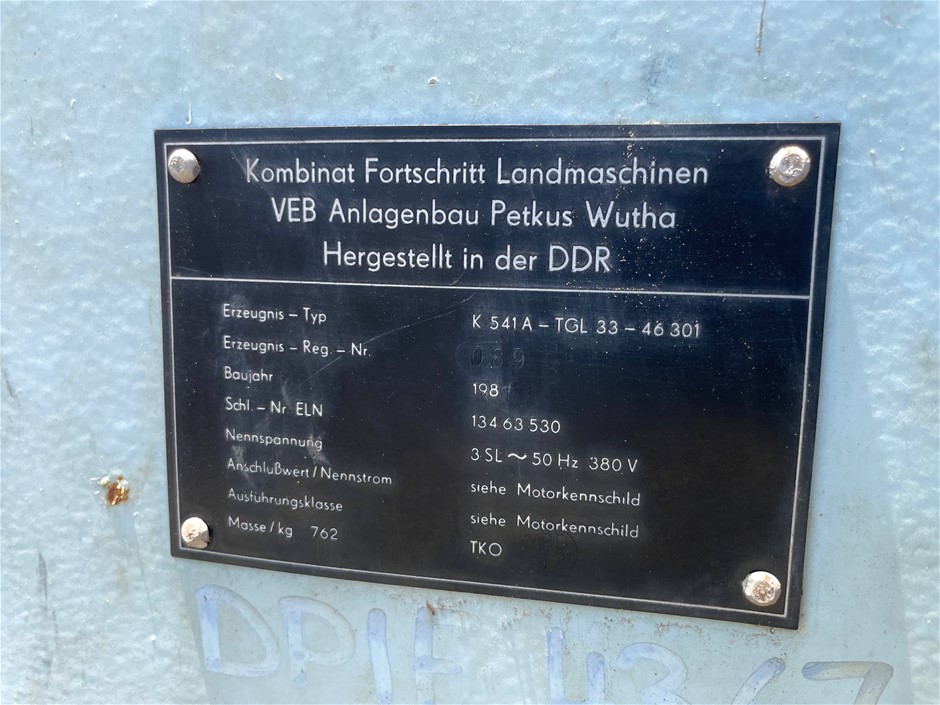 Kombinat Fortschritt Landmaschinen
VEB Anlagenbau Petkus Wutha
Hergestellt in der DDR
Erzeugnis – Typ K 541 A – TGL 33 – 46 301
Erzeugnis – Reg. – Nr. 089
Baujahr 198
Schl. – Nr ELN 134 63 530
Nennspannung 3 SL ~ 50 Hz 380 V
Anschlußwert / Nennstrom siehe Motorkennschild
Ausführungsklasse siehe Motorkennschild
Masse / kg 762 TKO